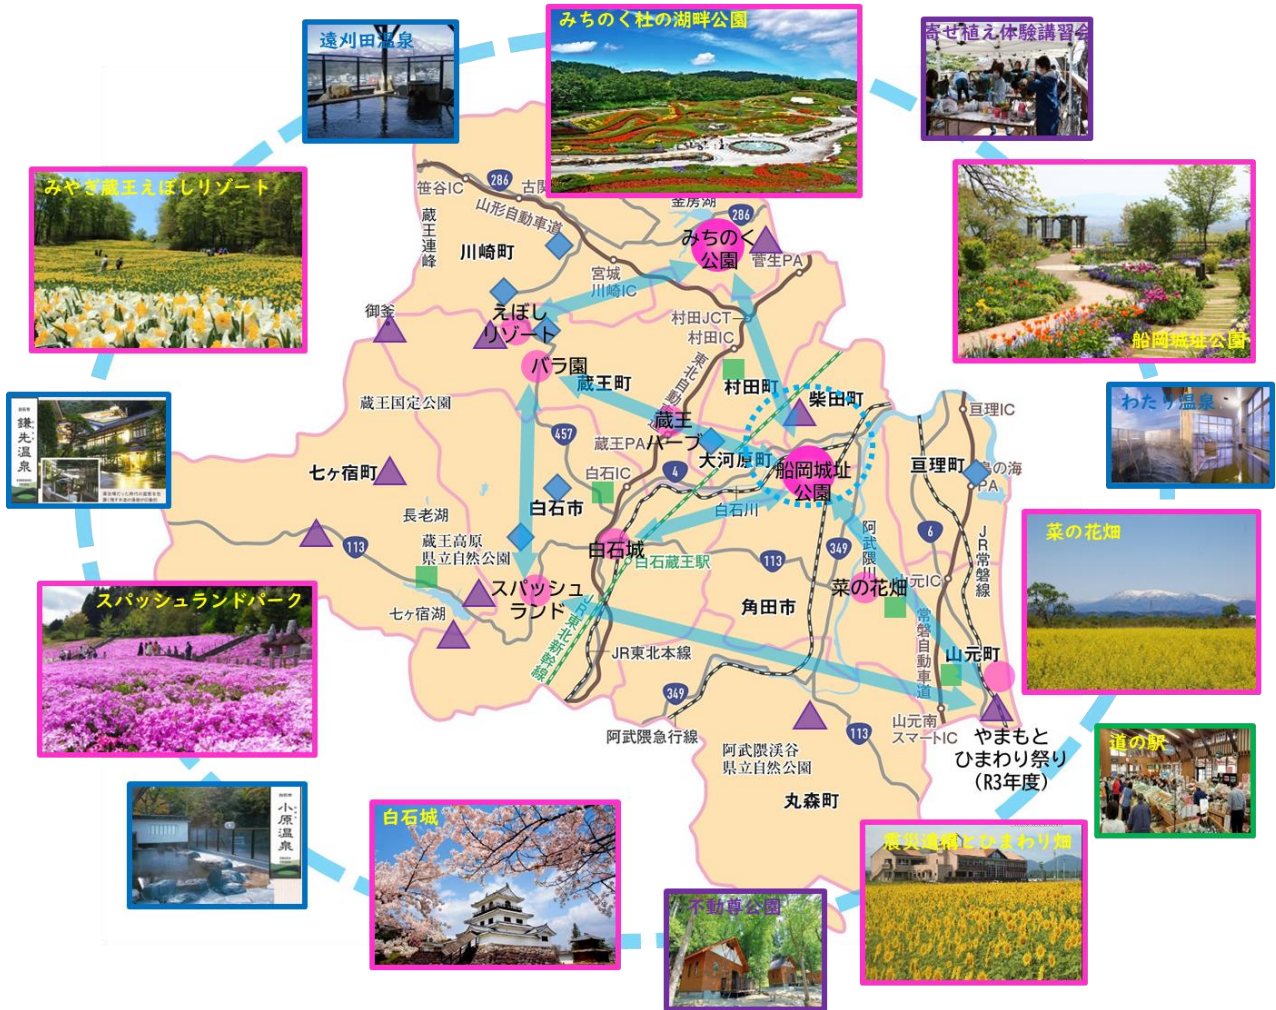 みちのく杜の湖畔公園
遠刈田温泉
寄せ植え体験講習会
みやぎ蔵王えぼしリゾート
船岡城址公園
笹谷IC
286
古関
山形自動車道
釜房湖
286
蔵王連峰
川崎町
みちのく
公園
菅生PA
宮城
川崎IC
御釜
えぼし
リゾート
村田JCT
村田IC
バラ園
蔵王町
東北自動
村田町
柴田町
わたり温泉
蔵王国定公園
亘理IC
蔵王
ハーブ
457
蔵王PA
大河原町
鎌先温泉
七ヶ宿町
白石IC
4
船岡城址
公園
亘理町
鳥の海
PA
白石市
白石川
長老湖
蔵王高原
県立自然公園
113
白石城
白石蔵王駅
113
349
阿武隈川
6
JR常磐線
菜の花畑
スパッシュ
ランド
菜の花畑
山元IC
スパッシュランドパーク
七ヶ宿湖
角田市
常磐自動車道
JR東北新幹線
JR東北本線
山元町
349
阿武隈急行線
山元南
スマートIC
113
やまもと
ひまわり祭り
(R3年度)
阿武隈渓谷
県立自然公園
道の駅
丸森町
小原温泉
白石城
震災遺構とひまわり畑
不動尊公園